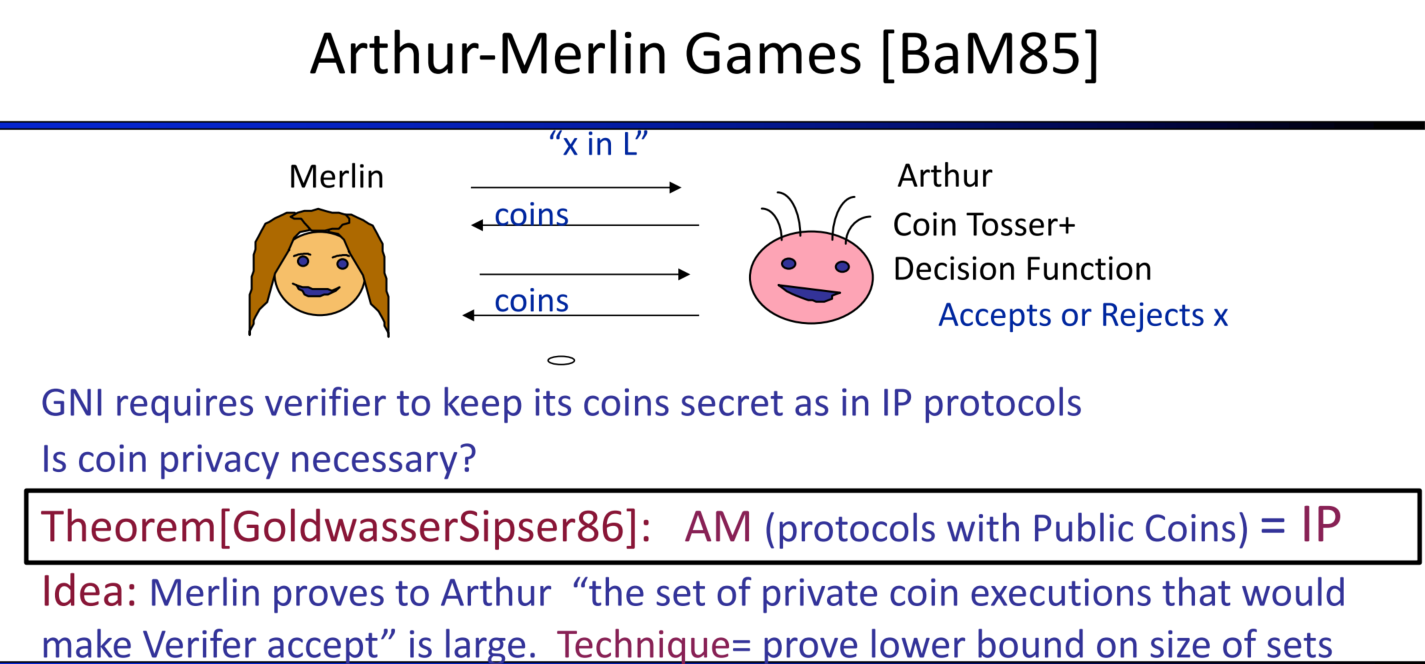 Arthur-Merlin Games [BaM85]
“x in L”
Merlin
Arthur
coins
Coin Tosser+
Decision Function
coins
Accepts or Rejects x
GNI requires verifier to keep its coins secret as in IP protocols
Is coin privacy necessary?
Theorem[GoldwasserSipser86]: AM (protocols with Public Coins) = IP
Idea: Merlin proves to Arthur “the set of private coin executions that would
make Verifer accept” is large. Technique= prove lower bound on size of sets